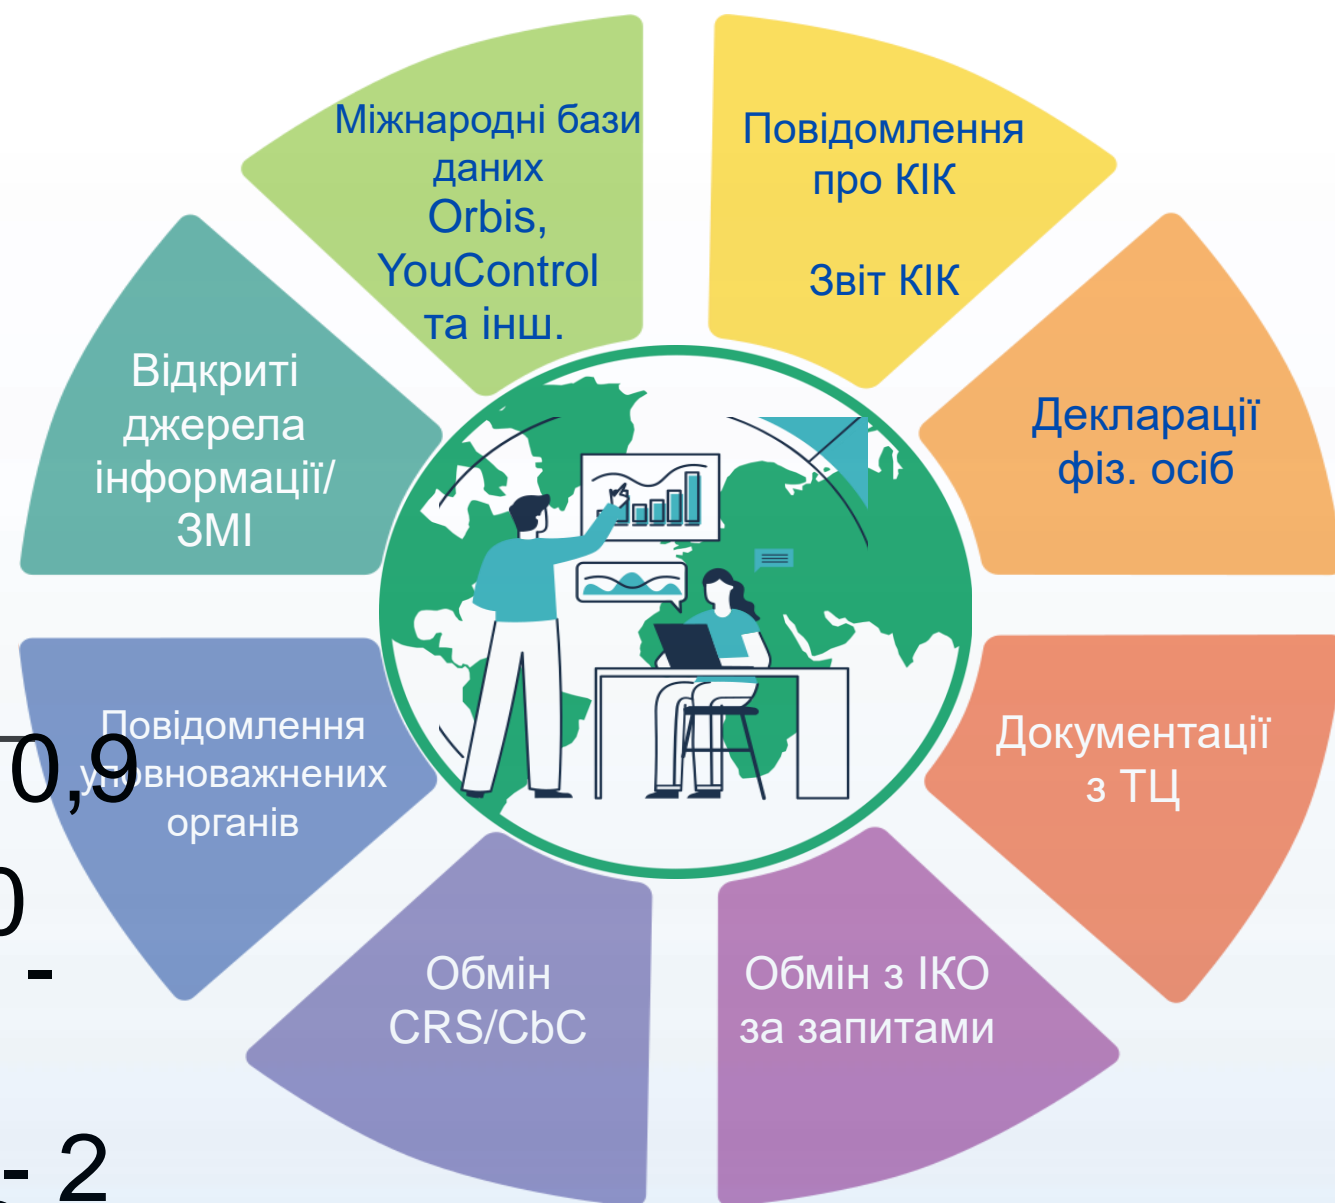 Міжнародні бази
даних
Orbis,
YouControl
та інш.
Повідомлення
про КІК
Звіт КІК
Декларації
фіз. осіб
Документації
з ТЦ
Обмін з ІКО
за запитами
Обмін
CRS/CbC
Повідомлення
уповноважнених
органів
Відкриті
джерела
інформації/
ЗМІ
0,9
0
-
- 2